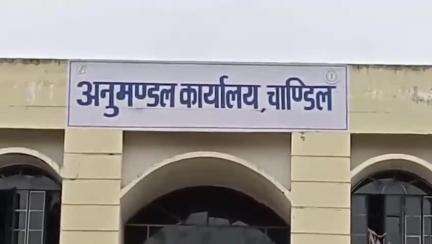 अनुमण्डल कार्यालय, चाण्डिल